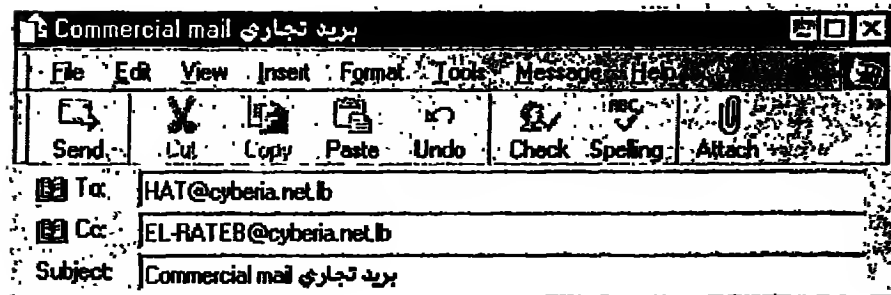 Commercial mail بريد تجاري
File Edit View Insert Format Tools Message Help
Send Cut Copy Paste Undo Check Spelling Attach
To: HAT@cyberia.net.lb
Cc: EL-RATEB@cyberia.net.lb
Subject: Commercial mail بريد تجاري